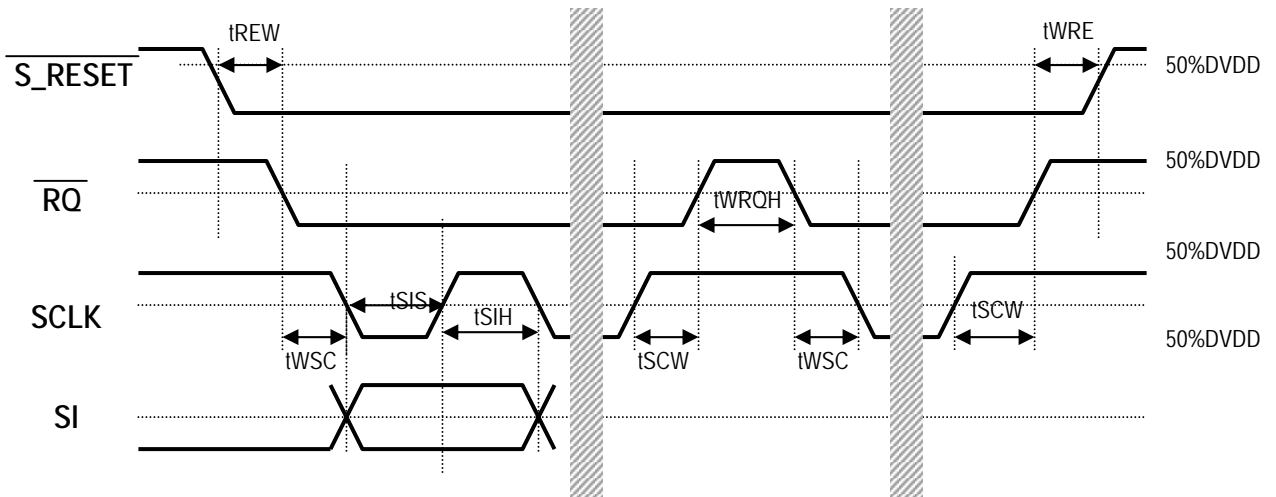 tREW
tWRE
S_RESET
50%DVDD
50%DVDD
RQ
tWRQH
50%DVDD
tSIS
SCLK
tSIH
tSCW
50%DVDD
tWSC
tSCW
tWSC
SI